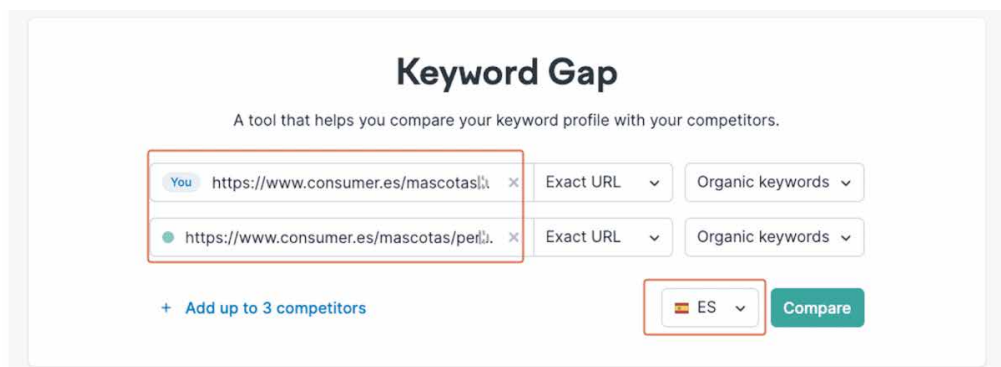 Keyword Gap
A tool that helps you compare your keyword profile with your competitors.
You https://www.consumer.es/mascotas Exact URL Organic keywords
https://www.consumer.es/mascotas/per Exact URL Organic keywords
+ Add up to 3 competitors ES Compare